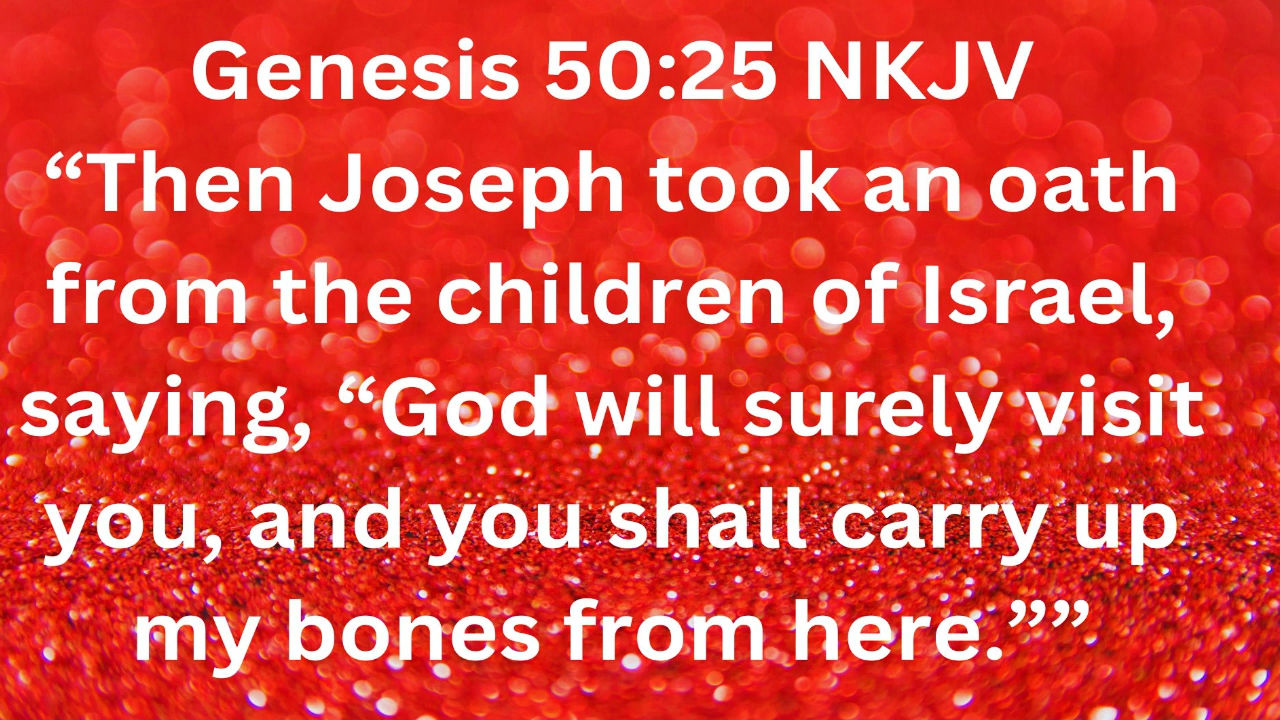 Genesis 50:25 NKJV
“Then Joseph took an oath
from the children of Israel,
saying, “God will surely visit
you, and you shall carry up
my bones from here.””